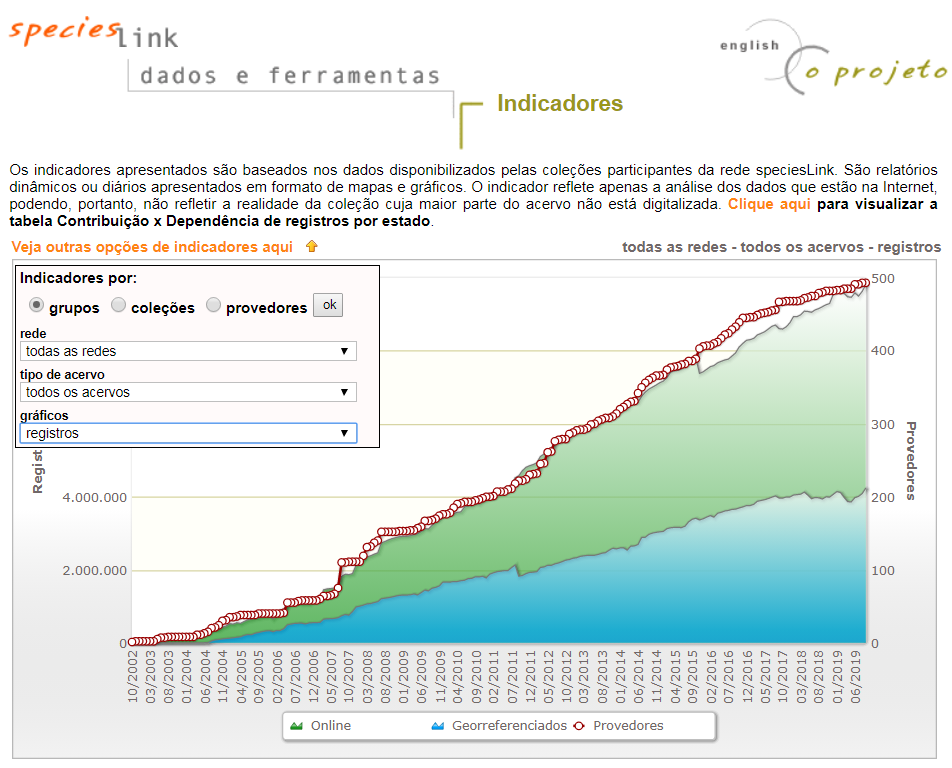 species
link
dados e ferramentas
english
o projeto
Indicadores
Os indicadores apresentados são baseados nos dados disponibilizados pelas coleções participantes da rede speciesLink. São relatórios
dinâmicos ou diários apresentados em formato de mapas e gráficos. O indicador reflete apenas a análise dos dados que estão na Internet,
podendo, portanto, não refletir a realidade da coleção cuja maior parte do acervo não está digitalizada. Clique aqui para visualizar a
tabela Contribuição x Dependência de registros por estado.
Veja outras opções de indicadores aqui
todas as redes - todos os acervos - registros
Indicadores por:
grupos coleções provedores ok
rede
todas as redes
tipo de acervo
todos os acervos
gráficos
registros
Regist
4.000.000
2.000.000
0
500
400
300
200
100
0
Provedores
10/2002
03/2003
08/2003
01/2004
06/2004
11/2004
04/2005
09/2005
02/2006
07/2006
12/2006
05/2007
10/2007
03/2008
08/2008
01/2009
06/2009
11/2009
04/2010
09/2010
02/2011
07/2011
12/2011
05/2012
10/2012
03/2013
08/2013
01/2014
06/2014
11/2014
04/2015
09/2015
02/2016
07/2016
12/2016
05/2017
10/2017
03/2018
08/2018
01/2019
06/2019
Online Georreferenciados Provedores